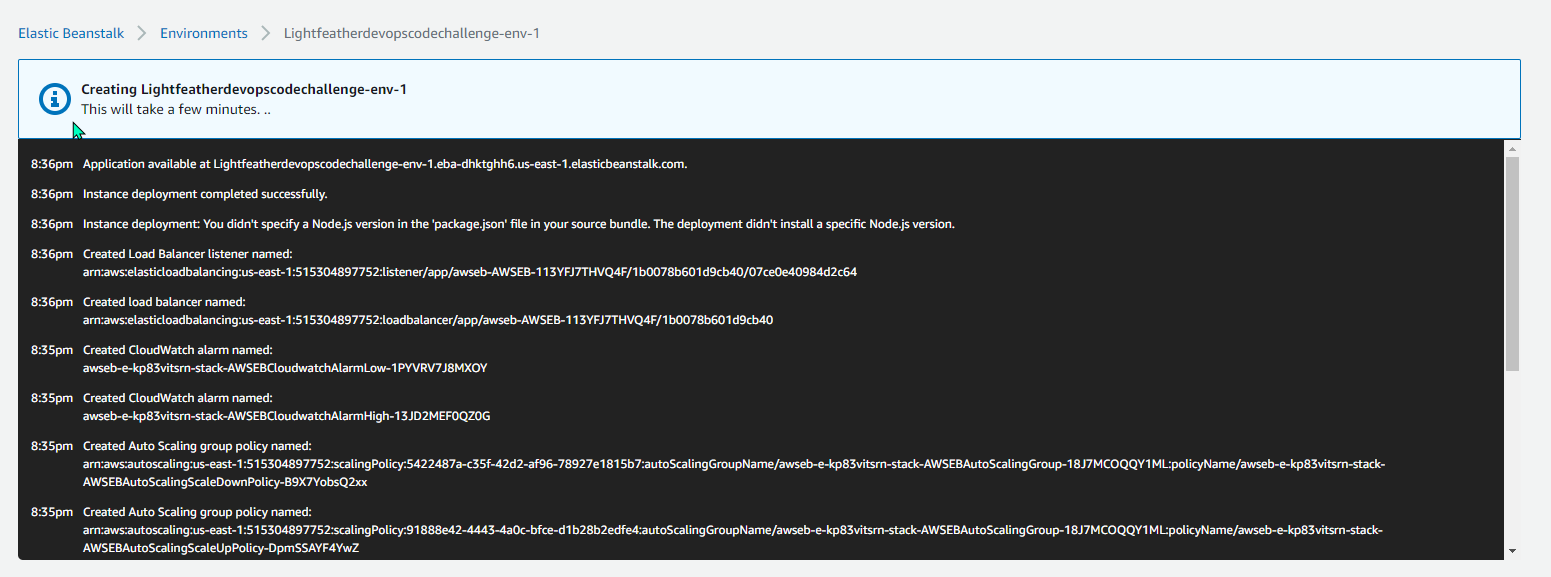 Elastic Beanstalk > Environments > Lightfeatherdevopscodechallenge-env-1
Creating Lightfeatherdevopscodechallenge-env-1
This will take a few minutes. ..
8:36pm Application available at Lightfeatherdevopscodechallenge-env-1.eba-dhktghh6.us-east-1.elasticbeanstalk.com.
8:36pm Instance deployment completed successfully.
8:36pm Instance deployment: You didn't specify a Node.js version in the 'package.json' file in your source bundle. The deployment didn't install a specific Node.js version.
8:36pm Created Load Balancer listener named:
arn:aws:elasticloadbalancing:us-east-1:515304897752:listener/app/awseb-AWSEB-113YFJ7THVQ4F/1b0078b601d9cb40/07ce0e40984d2c64
8:36pm Created load balancer named:
arn:aws:elasticloadbalancing:us-east-1:515304897752:loadbalancer/app/awseb-AWSEB-113YFJ7THVQ4F/1b0078b601d9cb40
8:35pm Created CloudWatch alarm named:
awseb-e-kp83vitsrn-stack-AWSEBCloudwatchAlarmLow-1PYVRV7J8MXOY
8:35pm Created CloudWatch alarm named:
awseb-e-kp83vitsrn-stack-AWSEBCloudwatchAlarmHigh-13JD2MEF0QZ0G
8:35pm Created Auto Scaling group policy named:
arn:aws:autoscaling:us-east-1:515304897752:scalingPolicy:5422487a-c35f-42d2-af96-78927e1815b7:autoScalingGroupName/awseb-e-kp83vitsrn-stack-AWSEBAutoScalingGroup-18J7MCOQQY1ML:policyName/awseb-e-kp83vitsrn-stack-
AWSEBAutoScalingScaleDownPolicy-B9X7YobsQ2xx
8:35pm Created Auto Scaling group policy named:
arn:aws:autoscaling:us-east-1:515304897752:scalingPolicy:91888e42-4443-4a0c-bfce-d1b28b2edfe4:autoScalingGroupName/awseb-e-kp83vitsrn-stack-AWSEBAutoScalingGroup-18J7MCOQQY1ML:policyName/awseb-e-kp83vitsrn-stack-
AWSEBAutoScalingScaleUpPolicy-DpmSSAYF4YwZ